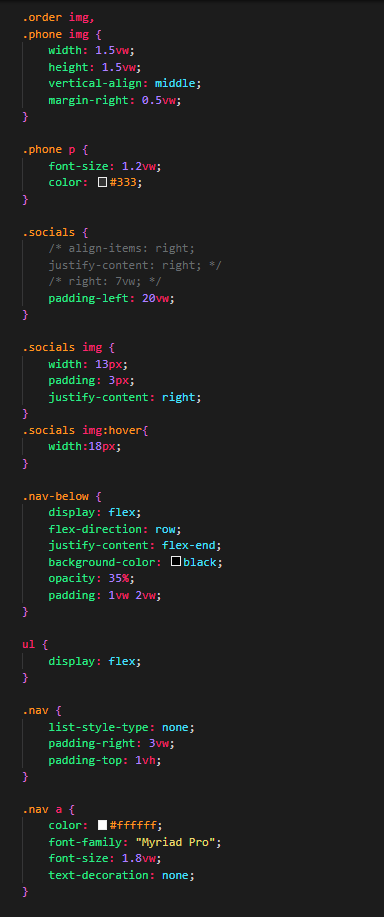 .order img,
.phone img {
    width: 1.5vw;
    height: 1.5vw;
    vertical-align: middle;
    margin-right: 0.5vw;
}

.phone p {
    font-size: 1.2vw;
    color: #333;
}

.socials {
    /* align-items: right;
    justify-content: right; */
    /* right: 7vw; */
    padding-left: 20vw;
}

.socials img {
    width: 13px;
    padding: 3px;
    justify-content: right;
}
.socials img:hover{
    width:18px;
}

.nav-below {
    display: flex;
    flex-direction: row;
    justify-content: flex-end;
    background-color: black;
    opacity: 35%;
    padding: 1vw 2vw;
}

ul {
    display: flex;
}

.nav {
    list-style-type: none;
    padding-right: 3vw;
    padding-top: 1vh;
}

.nav a {
    color: #ffffff;
    font-family: "Myriad Pro";
    font-size: 1.8vw;
    text-decoration: none;
}